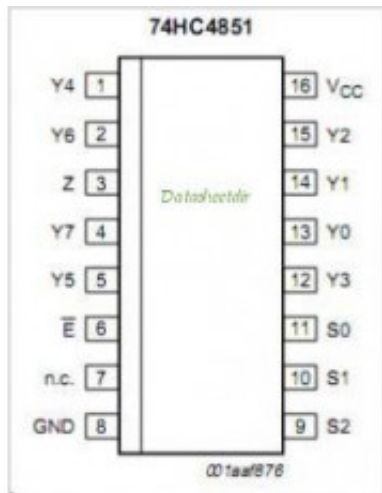 74HC4851
Y4 1
16 VCC
Y6 2
15 Y2
Z 3
14 Y1
Datasheetdir
Y7 4
13 Y0
Y5 5
12 Y3
E 6
11 S0
n.c. 7
10 S1
GND 8
9 S2
001aaf876